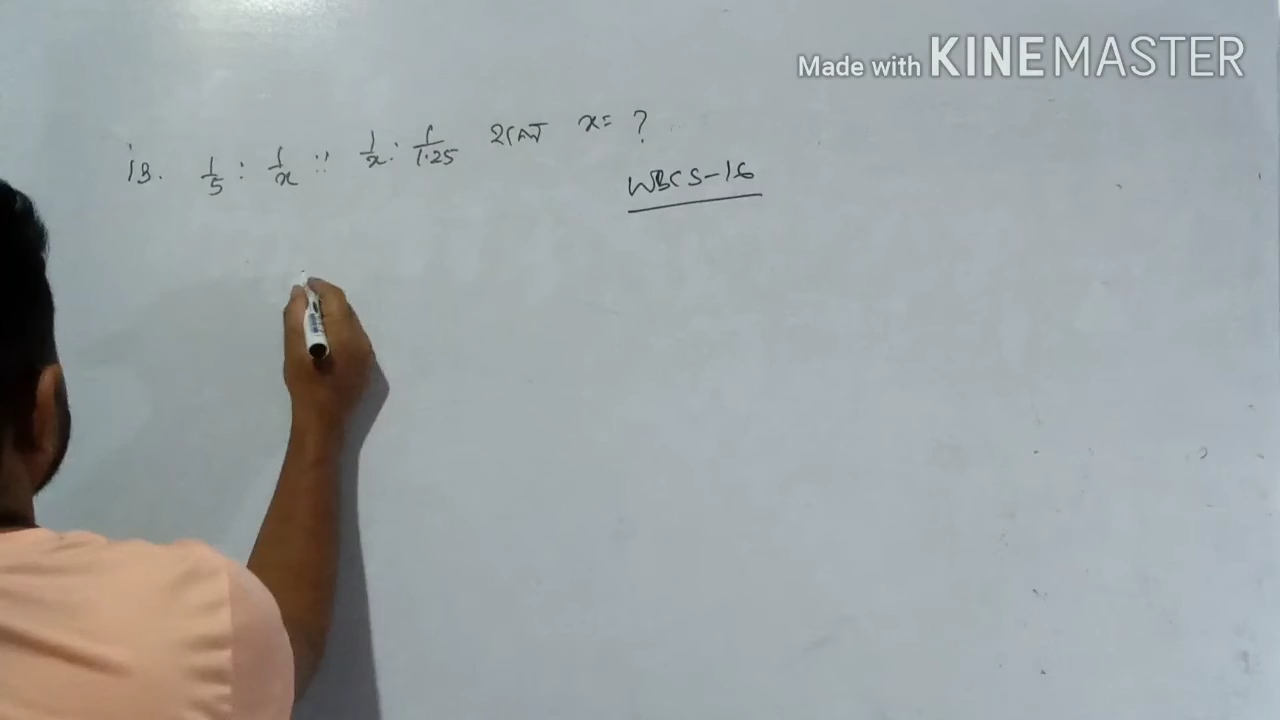 Made with KINEMASTER
13. 1/5 : 1/x :: 1/x : 1/1.25 হলে x = ?
WBCS-16